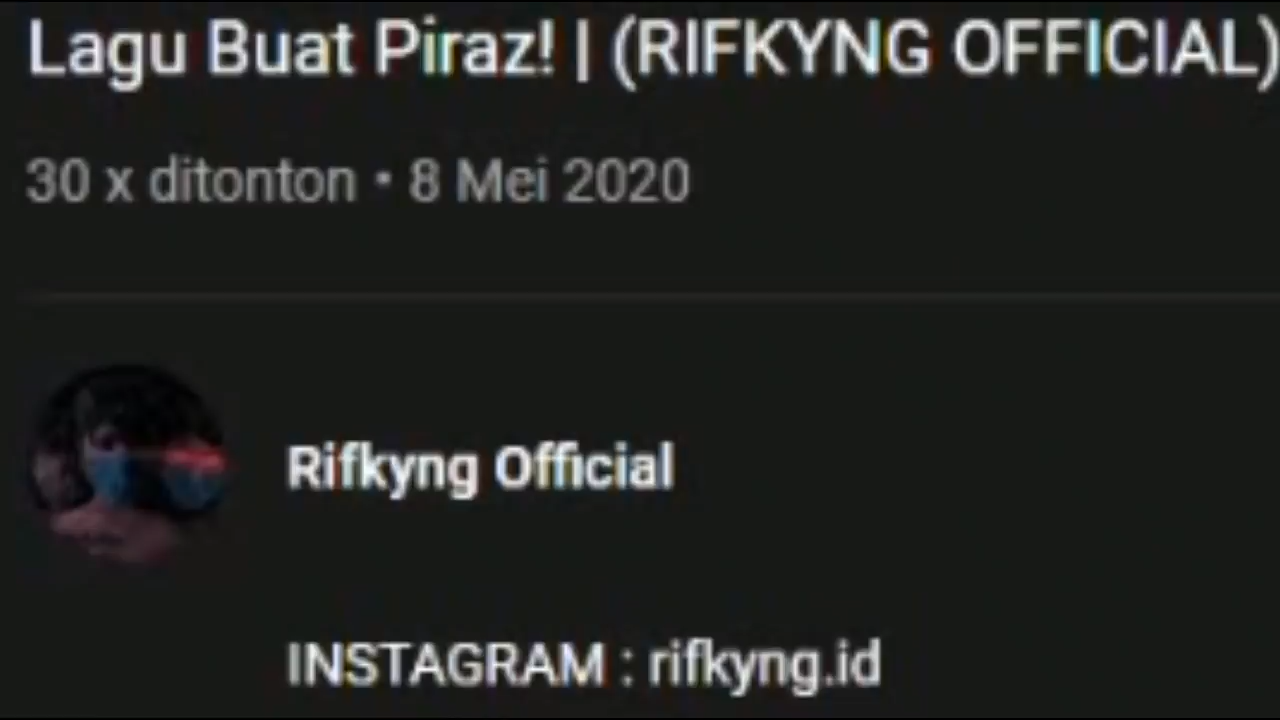 Lagu Buat Piraz! | (RIFKYNG OFFICIAL)
30 x ditonton • 8 Mei 2020
Rifkyng Official
INSTAGRAM : rifkyng.id